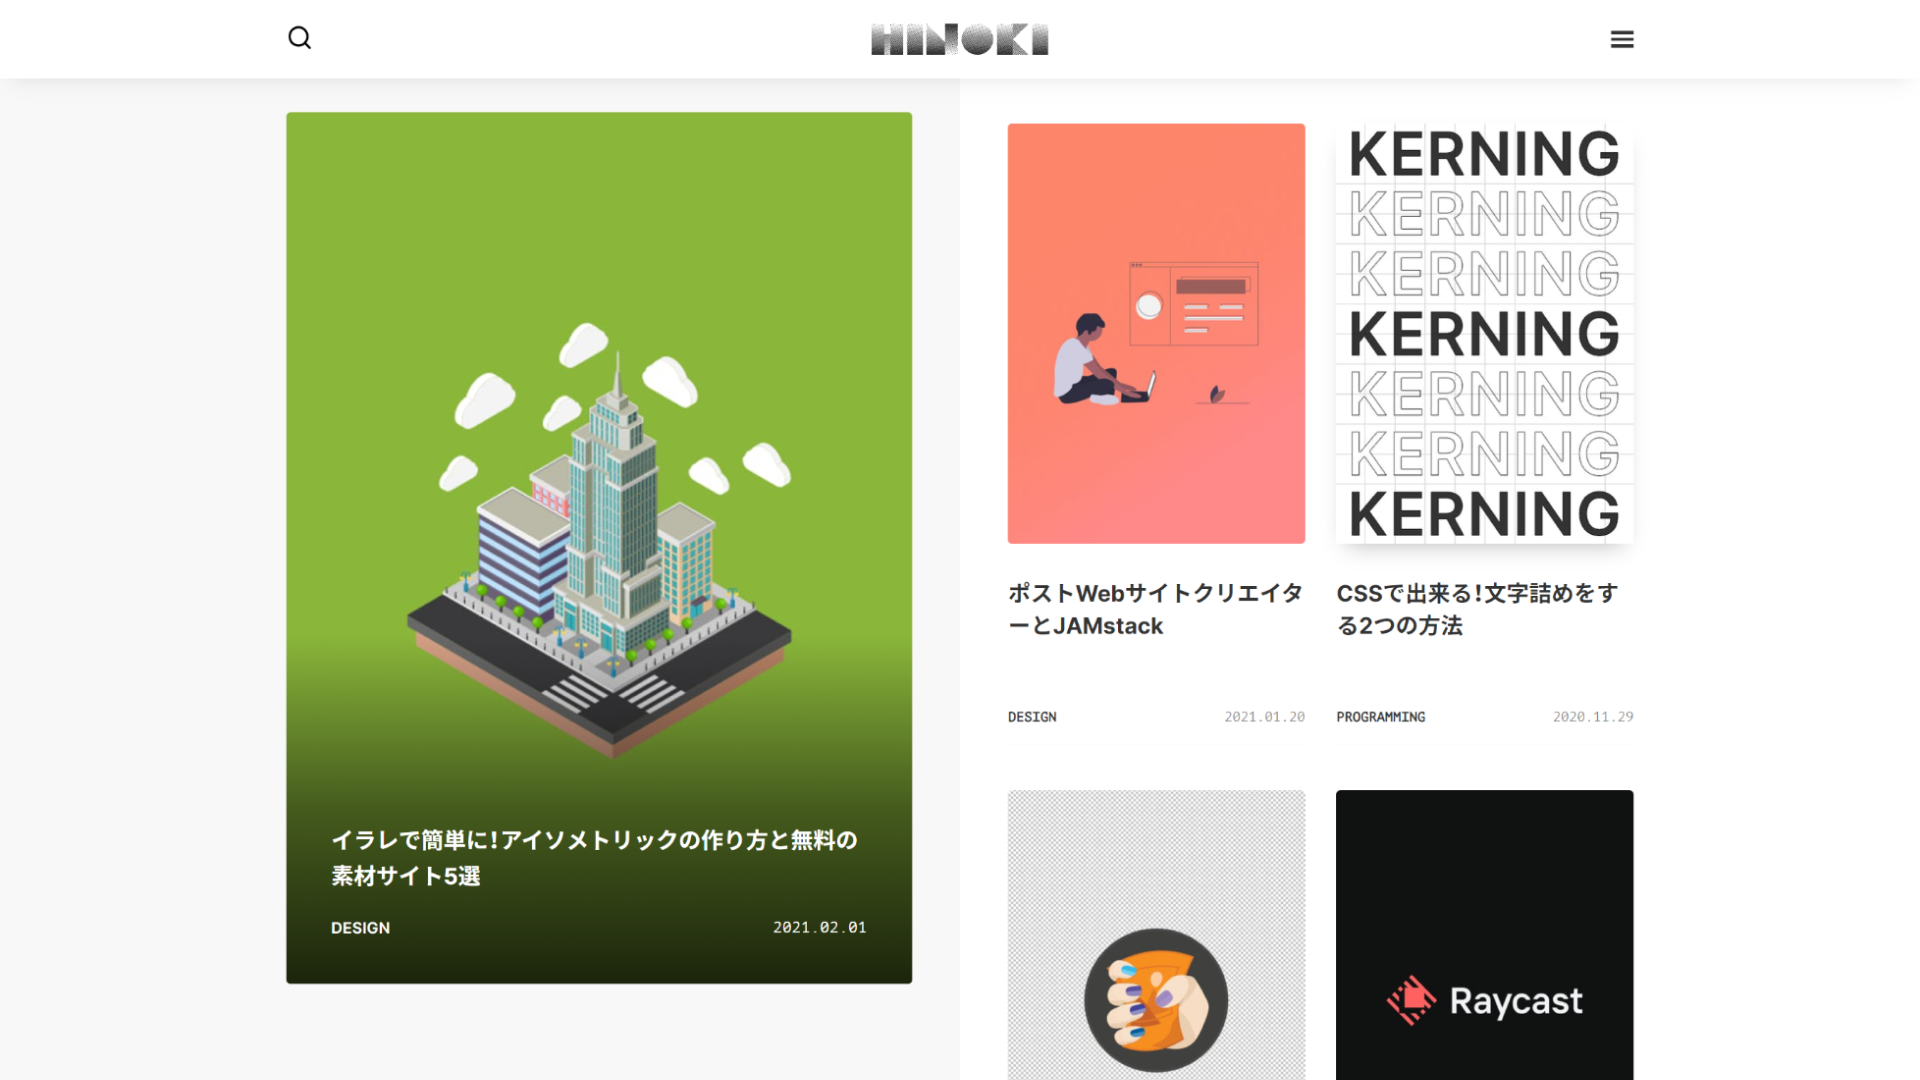 HINOKI
イラレで簡単に！アイソメトリックの作り方と無料の
素材サイト5選
DESIGN
2021.02.01
ポストWebサイトクリエイタ
ーとJAMstack
DESIGN
2021.01.20
KERNING
KERNING
KERNING
KERNING
KERNING
KERNING
KERNING
CSSで出来る！文字詰めをす
る2つの方法
PROGRAMMING
2020.11.29
Raycast